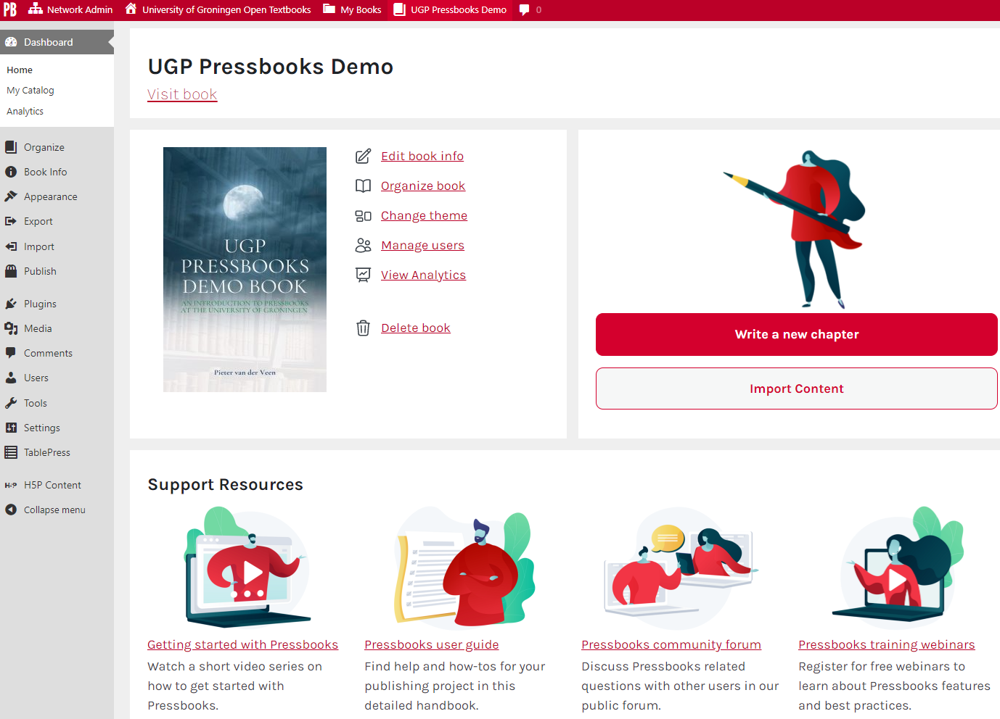 PB Network Admin University of Groningen Open Textbooks My Books UGP Pressbooks Demo 0
Dashboard
Home
My Catalog
Analytics
Organize
Book Info
Appearance
Export
Import
Publish
Plugins
Media
Comments
Users
Tools
Settings
TablePress
H5P H5P Content
Collapse menu
UGP Pressbooks Demo
Visit book
UGP
PRESSBOOKS
DEMO BOOK
AN INTRODUCTION TO PRESSBOOKS
AT THE UNIVERSITY OF GRONINGEN
Pieter van der Veen
Edit book info
Organize book
Change theme
Manage users
View Analytics
Delete book
Write a new chapter
Import Content
Support Resources
Getting started with Pressbooks
Watch a short video series on
how to get started with
Pressbooks.
Pressbooks user guide
Find help and how-tos for your
publishing project in this
detailed handbook.
Pressbooks community forum
Discuss Pressbooks related
questions with other users in our
public forum.
Pressbooks training webinars
Register for free webinars to
learn about Pressbooks features
and best practices.